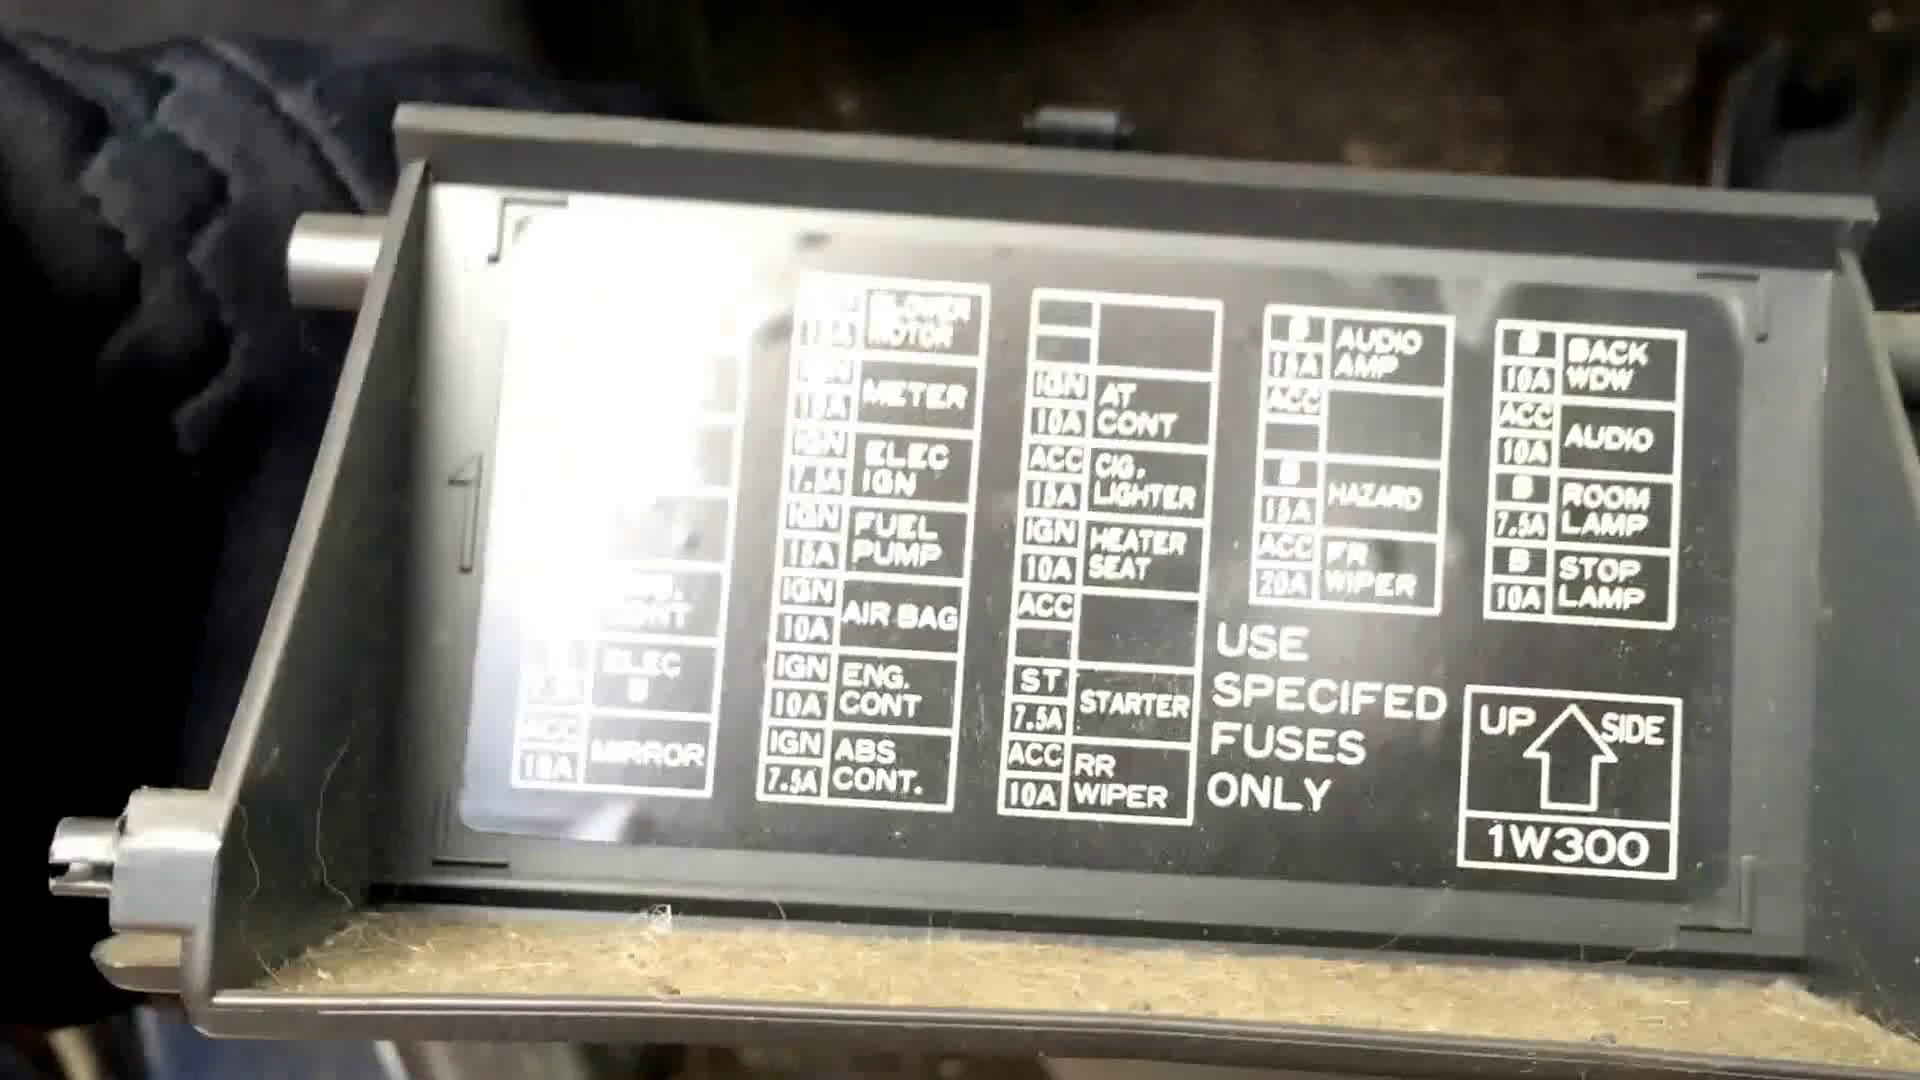 BLOWER
MOTOR
15A
IGN
METER
10A
IGN
ELEC
IGN
7.5A
IGN
FUEL
PUMP
15A
IGN
AIR BAG
10A
IGN
ENG.
CONT
10A
IGN
ABS
CONT.
7.5A
CONT
ELEC
B
ACC
MIRROR
10A
IGN
AT
CONT
10A
ACC
CIG.
LIGHTER
15A
IGN
HEATER
SEAT
10A
ACC
ST
STARTER
7.5A
ACC
RR
WIPER
10A
B
AUDIO
AMP
15A
ACC
B
HAZARD
15A
ACC
FR
WIPER
20A
B
BACK
WDW
10A
ACC
AUDIO
10A
B
ROOM
LAMP
7.5A
B
STOP
LAMP
10A
USE
SPECIFED
FUSES
ONLY
UP SIDE
1W300